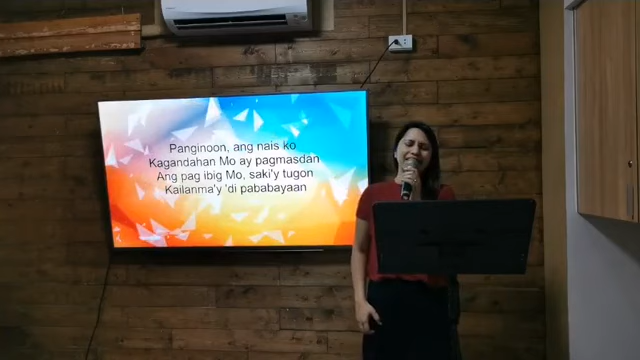 Panginoon, ang nais ko
Kagandahan Mo ay pagmasdan
Ang pag ibig Mo, saki'y tugon
Kailanma'y 'di pababayaan